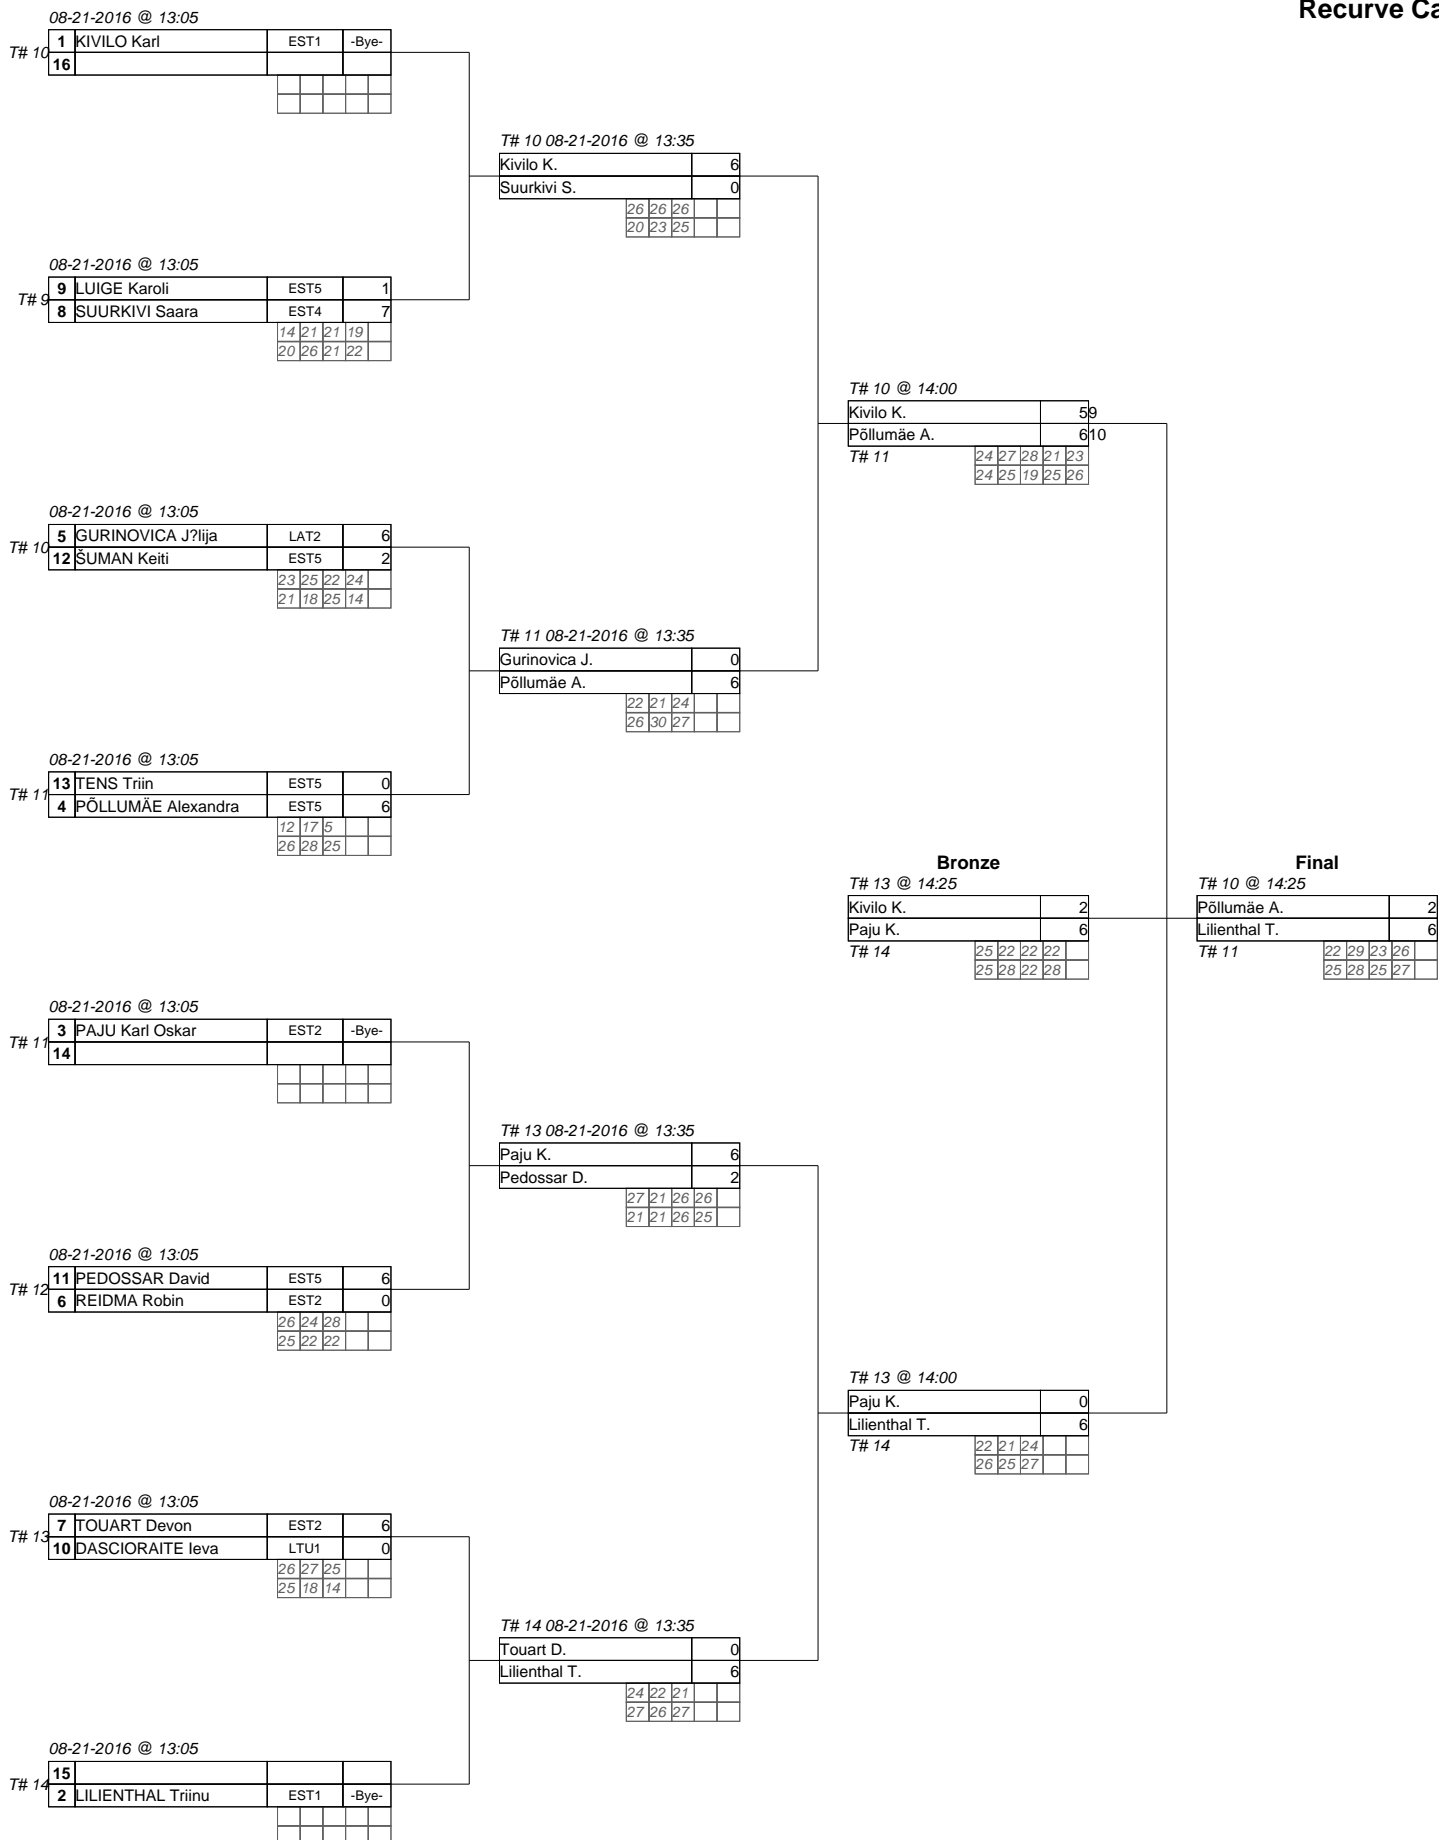 Recurve Ca
08-21-2016 @ 13:05
T# 10
1 KIVILO Karl EST1 -Bye-
16
T# 10 08-21-2016 @ 13:35
Kivilo K. 6
Suurkivi S. 0
26 26 26
20 23 25
08-21-2016 @ 13:05
T# 9
9 LUIGE Karoli EST5 1
8 SUURKIVI Saara EST4 7
14 21 21 19
20 26 21 22
T# 10 @ 14:00
Kivilo K. 59
Põllumäe A. 610
T# 11 24 27 28 21 23
24 25 19 25 26
08-21-2016 @ 13:05
T# 10
5 GURINOVICA J?lija LAT2 6
12 ŠUMAN Keiti EST5 2
23 25 22 24
21 18 25 14
T# 11 08-21-2016 @ 13:35
Gurinovica J. 0
Põllumäe A. 6
22 21 24
26 30 27
08-21-2016 @ 13:05
T# 11
13 TENS Triin EST5 0
4 PÕLLUMÄE Alexandra EST5 6
12 17 5
26 28 25
Bronze
T# 13 @ 14:25
Kivilo K. 2
Paju K. 6
T# 14 25 22 22 22
25 28 22 28
Final
T# 10 @ 14:25
Põllumäe A. 2
Lilienthal T. 6
T# 11 22 29 23 26
25 28 25 27
08-21-2016 @ 13:05
T# 11
3 PAJU Karl Oskar EST2 -Bye-
14
T# 13 08-21-2016 @ 13:35
Paju K. 6
Pedossar D. 2
27 21 26 26
21 21 26 25
08-21-2016 @ 13:05
T# 12
11 PEDOSSAR David EST5 6
6 REIDMA Robin EST2 0
26 24 28
25 22 22
T# 13 @ 14:00
Paju K. 0
Lilienthal T. 6
T# 14 22 21 24
26 25 27
08-21-2016 @ 13:05
T# 13
7 TOUART Devon EST2 6
10 DASCIORAITE Ieva LTU1 0
26 27 25
25 18 14
T# 14 08-21-2016 @ 13:35
Touart D. 0
Lilienthal T. 6
24 22 21
27 26 27
08-21-2016 @ 13:05
T# 14
15
2 LILIENTHAL Triinu EST1 -Bye-